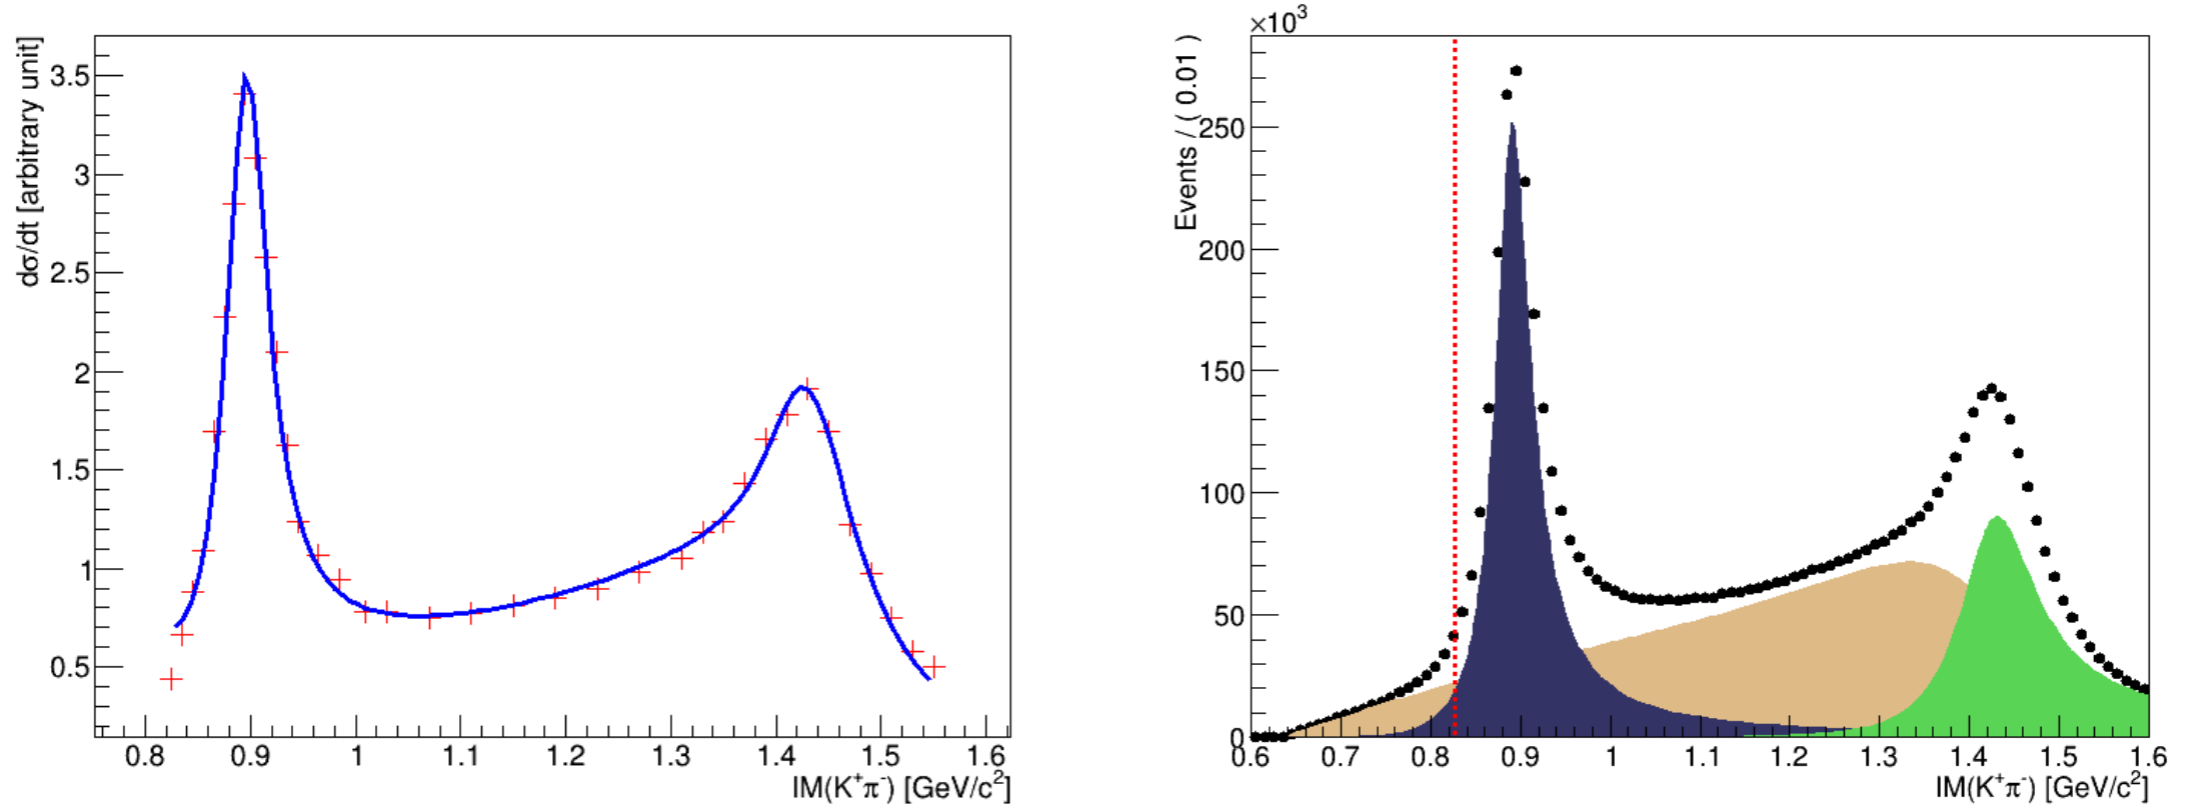 dσ/dt [arbitrary unit]
3.5
3
2.5
2
1.5
1
0.5
0.8 0.9 1 1.1 1.2 1.3 1.4 1.5 1.6
IM(K⁺π⁻) [GeV/c²]
×10³
Events / ( 0.01 )
250
200
150
100
50
0
0.6 0.7 0.8 0.9 1 1.1 1.2 1.3 1.4 1.5 1.6
IM(K⁺π⁻) [GeV/c²]